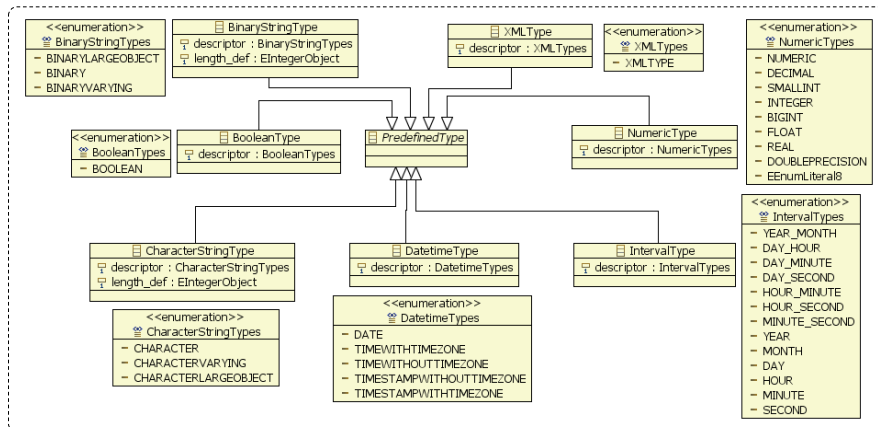 <<enumeration>>
BinaryStringTypes
BINARYLARGEOBJECT
BINARY
BINARYVARYING
BinaryStringType
descriptor : BinaryStringTypes
length_def : EIntegerObject
XMLType
descriptor : XMLTypes
<<enumeration>>
XMLTypes
XMLTYPE
<<enumeration>>
NumericTypes
NUMERIC
DECIMAL
SMALLINT
INTEGER
BIGINT
FLOAT
REAL
DOUBLEPRECISION
EEnumLiteral8
<<enumeration>>
BooleanTypes
BOOLEAN
BooleanType
descriptor : BooleanTypes
PredefinedType
NumericType
descriptor : NumericTypes
CharacterStringType
descriptor : CharacterStringTypes
length_def : EIntegerObject
DatetimeType
descriptor : DatetimeTypes
IntervalType
descriptor : IntervalTypes
<<enumeration>>
IntervalTypes
YEAR_MONTH
DAY_HOUR
DAY_MINUTE
DAY_SECOND
HOUR_MINUTE
HOUR_SECOND
MINUTE_SECOND
YEAR
MONTH
DAY
HOUR
MINUTE
SECOND
<<enumeration>>
CharacterStringTypes
CHARACTER
CHARACTERVARYING
CHARACTERLARGEOBJECT
<<enumeration>>
DatetimeTypes
DATE
TIMEWITHTIMEZONE
TIMEWITHOUTTIMEZONE
TIMESTAMPWITHOUTTIMEZONE
TIMESTAMPWITHTIMEZONE